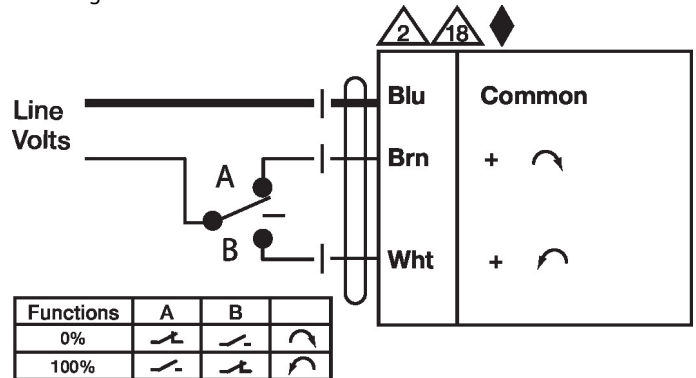 2 18
Line
Volts
Blu Common
Brn +
A
B
Wht +
Functions A B
0%
100%